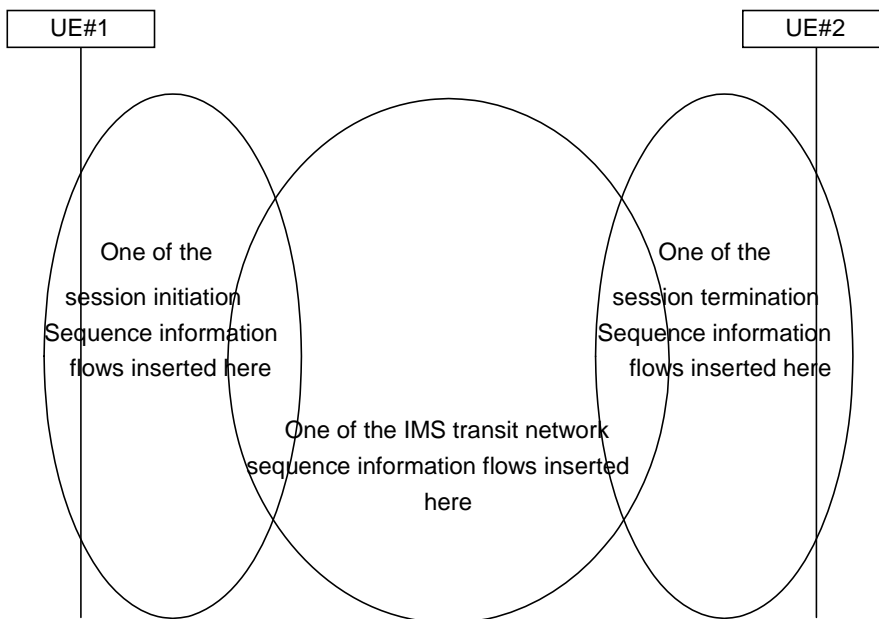 UE#1
UE#2
One of the
session initiation
Sequence information
flows inserted here
One of the IMS transit network
sequence information flows inserted
here
One of the
session termination
Sequence information
flows inserted here